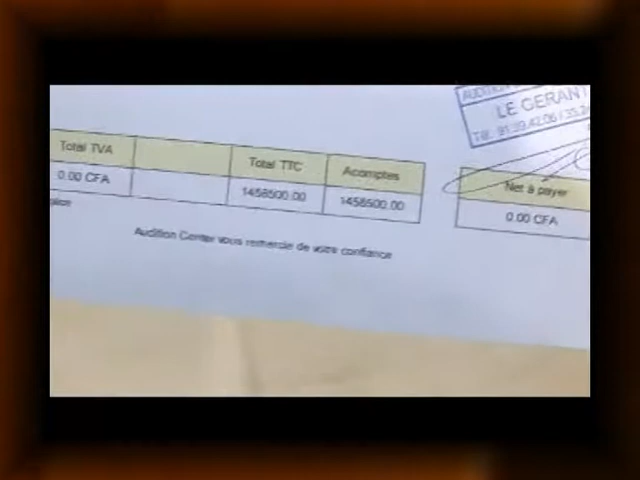 LE GERANT
Total TVA
Total TTC
Acomptes
Net à payer
0.00 CFA
1458500.00
1458500.00
0.00 CFA
Audition Center vous remercie de votre confiance